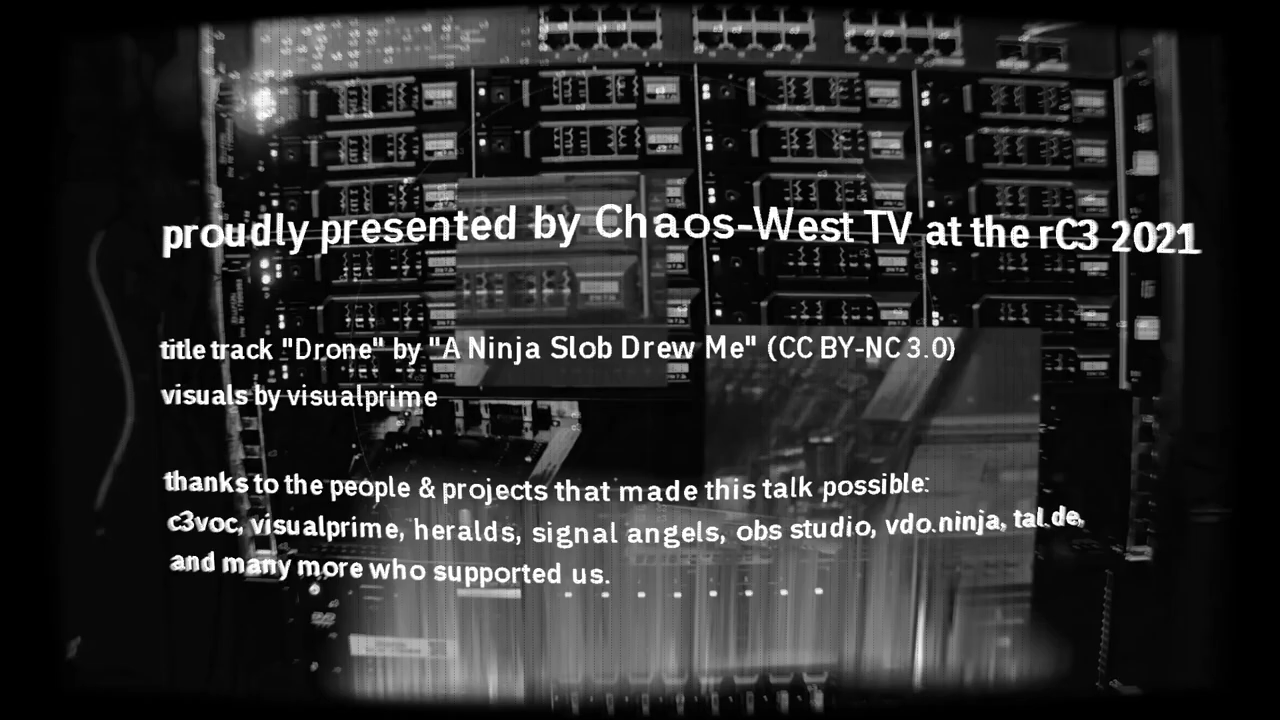 proudly presented by Chaos-West TV at the rC3 2021
title track "Drone" by "A Ninja Slob Drew Me" (CC BY-NC 3.0)
visuals by visualprime
thanks to the people & projects that made this talk possible:
c3voc, visualprime, heralds, signal angels, obs studio, vdo.ninja, tal.de,
and many more who supported us.